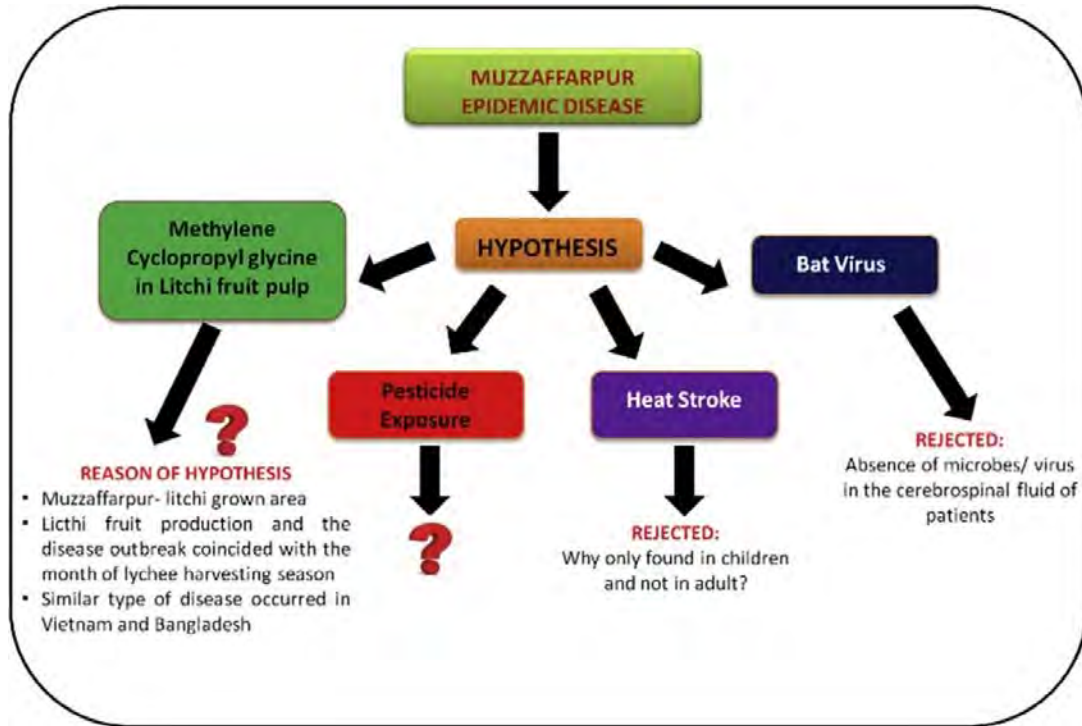 MUZZAFFARPUR
EPIDEMIC DISEASE
Methylene
Cyclopropyl glycine
in Litchi fruit pulp
HYPOTHESIS
Bat Virus
Pesticide
Exposure
Heat Stroke
?
REASON OF HYPOTHESIS
• Muzzaffarpur- litchi grown area
• Licthi fruit production and the
disease outbreak coincided with the
month of lychee harvesting season
• Similar type of disease occurred in
Vietnam and Bangladesh
?
REJECTED:
Why only found in children
and not in adult?
REJECTED:
Absence of microbes/ virus
in the cerebrospinal fluid of
patients